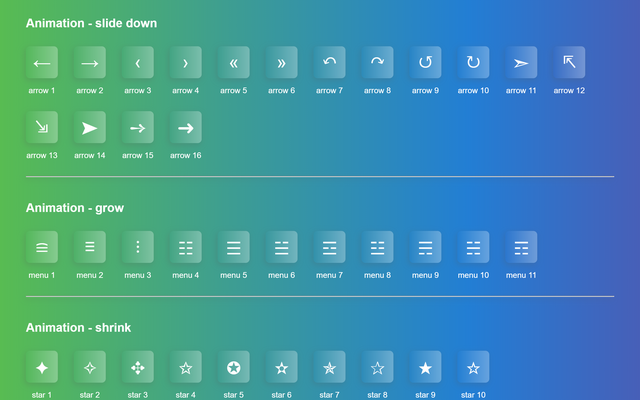 Animation - slide down
arrow 1 arrow 2 arrow 3 arrow 4 arrow 5 arrow 6 arrow 7 arrow 8 arrow 9 arrow 10 arrow 11 arrow 12
arrow 13 arrow 14 arrow 15 arrow 16
Animation - grow
menu 1 menu 2 menu 3 menu 4 menu 5 menu 6 menu 7 menu 8 menu 9 menu 10 menu 11
Animation - shrink
star 1 star 2 star 3 star 4 star 5 star 6 star 7 star 8 star 9 star 10